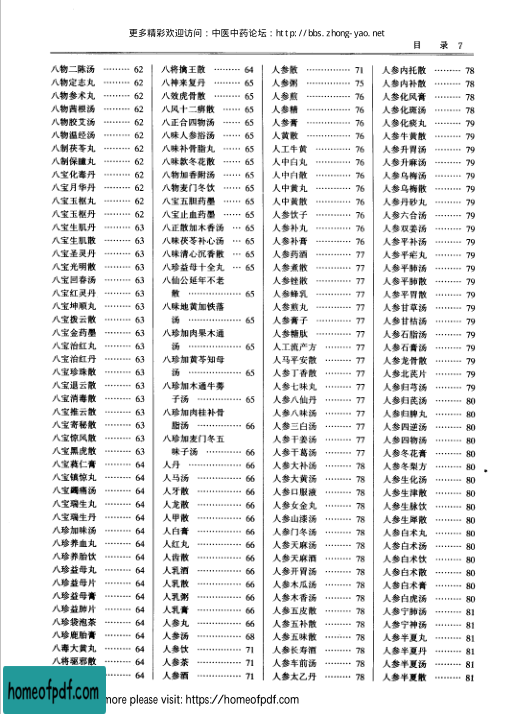 更多精彩欢迎访问：中医中药论坛：http://bbs.zhong-yao.net
目 录 7
八物二陈汤 ……… 62
八物定志丸 ……… 62
八物参术丸 ……… 62
八物茜根汤 ……… 62
八物胶艾汤 ……… 62
八物温经汤 ……… 62
八制茯苓丸 ……… 62
八制保瞳丸 ……… 62
八宝化毒丹 ……… 62
八宝月华丹 ……… 62
八宝玉枢丸 ……… 62
八宝玉枢丹 ……… 62
八宝生肌丹 ……… 63
八宝生肌散 ……… 63
八宝圣灵丹 ……… 63
八宝光明散 ……… 63
八宝回春汤 ……… 63
八宝红灵丹 ……… 63
八宝坤顺丸 ……… 63
八宝拨云散 ……… 63
八宝金药墨 ……… 63
八宝治红丸 ……… 63
八宝治红丹 ……… 63
八宝珍珠散 ……… 63
八宝退云散 ……… 63
八宝消毒散 ……… 63
八宝推云散 ……… 63
八宝寄秘散 ……… 63
八宝惊风散 ……… 63
八宝黑虎散 ……… 63
八宝蕤仁膏 ……… 64
八宝镇惊丸 ……… 64
八宝蠲痛汤 ……… 64
八宝瑞生丸 ……… 64
八宝瑞生丹 ……… 64
八珍加味汤 ……… 64
八珍养血丸 ……… 64
八珍养胎饮 ……… 64
八珍益母丸 ……… 64
八珍益母片 ……… 64
八珍益母膏 ……… 64
八珍益肺片 ……… 64
八珍袋泡茶 ……… 64
八珍鹿胎膏 ……… 64
八毒大黄丸 ……… 64
八将驱邪散 ……… 64
……… 64
八将擒王散 ……… 64
八神来复丹 ……… 65
八效虎骨散 ……… 65
八风十二痹散 …… 65
八正合四物汤 …… 65
八味人参浴汤 …… 65
八味补骨脂丸 …… 65
八味款冬花散 …… 65
八物加香附汤 …… 65
八物麦门冬饮 …… 65
八宝五胆药墨 …… 65
八宝止血药墨 …… 65
八正散加木香汤 … 65
八味茯苓补心汤 … 65
八味清心沉香散 … 65
八珍益母十全丸 … 65
八仙公延年不老
散 ……………… 65
八味地黄加铁落
汤 ……………… 65
八珍加肉果木通
汤 ……………… 65
八珍加黄芩知母
汤 ……………… 65
八珍加木通牛蒡
子汤 …………… 65
八珍加肉桂补骨
脂汤 …………… 66
八珍加麦门冬五
味子汤 ………… 66
人丹 …………… 66
人马汤 ………… 66
人牙散 ………… 66
人龙散 ………… 66
人甲散 ………… 66
人白膏 ………… 66
人红丸 ………… 66
人齿散 ………… 66
人乳酒 ………… 66
人乳散 ………… 66
人乳粥 ………… 66
人乳膏 ………… 66
人参丸 ………… 66
人参汤 ………… 68
人参饮 ………… 71
人参茶 ………… 71
人参酒 ………… 71
人参散 ………… 71
人参粥 ………… 75
人参煎 ………… 76
人参糖 ………… 76
人参膏 ………… 76
人黄散 ………… 76
人工牛黄 ……… 76
人中白丸 ……… 76
人中白散 ……… 76
人中黄丸 ……… 76
人中黄散 ……… 76
人参饮子 ……… 76
人参补丸 ……… 76
人参补膏 ……… 76
人参药酒 ……… 77
人参煮散 ……… 77
人参锉散 ……… 77
人参蜂乳 ……… 77
人参煎丸 ……… 77
人参膏子 ……… 77
人参糖肽 ……… 77
人工流产方 …… 77
人马平安散 …… 77
人参丁香散 …… 77
人参七味丸 …… 77
人参八仙丹 …… 77
人参八味汤 …… 77
人参三白汤 …… 77
人参干姜汤 …… 77
人参干葛汤 …… 77
人参大补汤 …… 78
人参大黄汤 …… 78
人参口服液 …… 78
人参女金丸 …… 78
人参山漆汤 …… 78
人参门冬汤 …… 78
人参天麻汤 …… 78
人参天麻酒 …… 78
人参开胃汤 …… 78
人参木瓜汤 …… 78
人参木香汤 …… 78
人参五皮散 …… 78
人参五补散 …… 78
人参五味散 …… 78
人参长寿酒 …… 78
人参车前汤 …… 78
人参太乙丹 …… 78
人参内托散 …… 78
人参内补散 …… 78
人参化风膏 …… 78
人参化斑汤 …… 78
人参化痰丸 …… 79
人参牛黄散 …… 79
人参升胃汤 …… 79
人参升麻汤 …… 79
人参乌梅汤 …… 79
人参乌梅散 …… 79
人参丹砂丸 …… 79
人参六合汤 …… 79
人参双姜汤 …… 79
人参平补汤 …… 79
人参平疟丸 …… 79
人参平肺汤 …… 79
人参平肺散 …… 79
人参平胃散 …… 79
人参甘草汤 …… 79
人参甘桔汤 …… 79
人参石脂汤 …… 79
人参石膏汤 …… 79
人参龙骨散 …… 79
人参北芪片 …… 79
人参归芎汤 …… 79
人参归芪汤 …… 80
人参归脾丸 …… 80
人参四逆汤 …… 80
人参四物汤 …… 80
人参冬花膏 …… 80
人参冬梨方 …… 80
人参生化汤 …… 80
人参生津散 …… 80
人参生脉饮 …… 80
人参生犀散 …… 80
人参白术丸 …… 80
人参白术汤 …… 80
人参白术饮 …… 80
人参白术散 …… 80
人参白术膏 …… 80
人参白虎汤 …… 80
人参宁肺汤 …… 81
人参宁神汤 …… 81
人参半夏丸 …… 81
人参半夏丹 …… 81
人参半夏汤 …… 81
人参半夏散 …… 81
homeofpdf.com
more please visit: https://homeofpdf.com